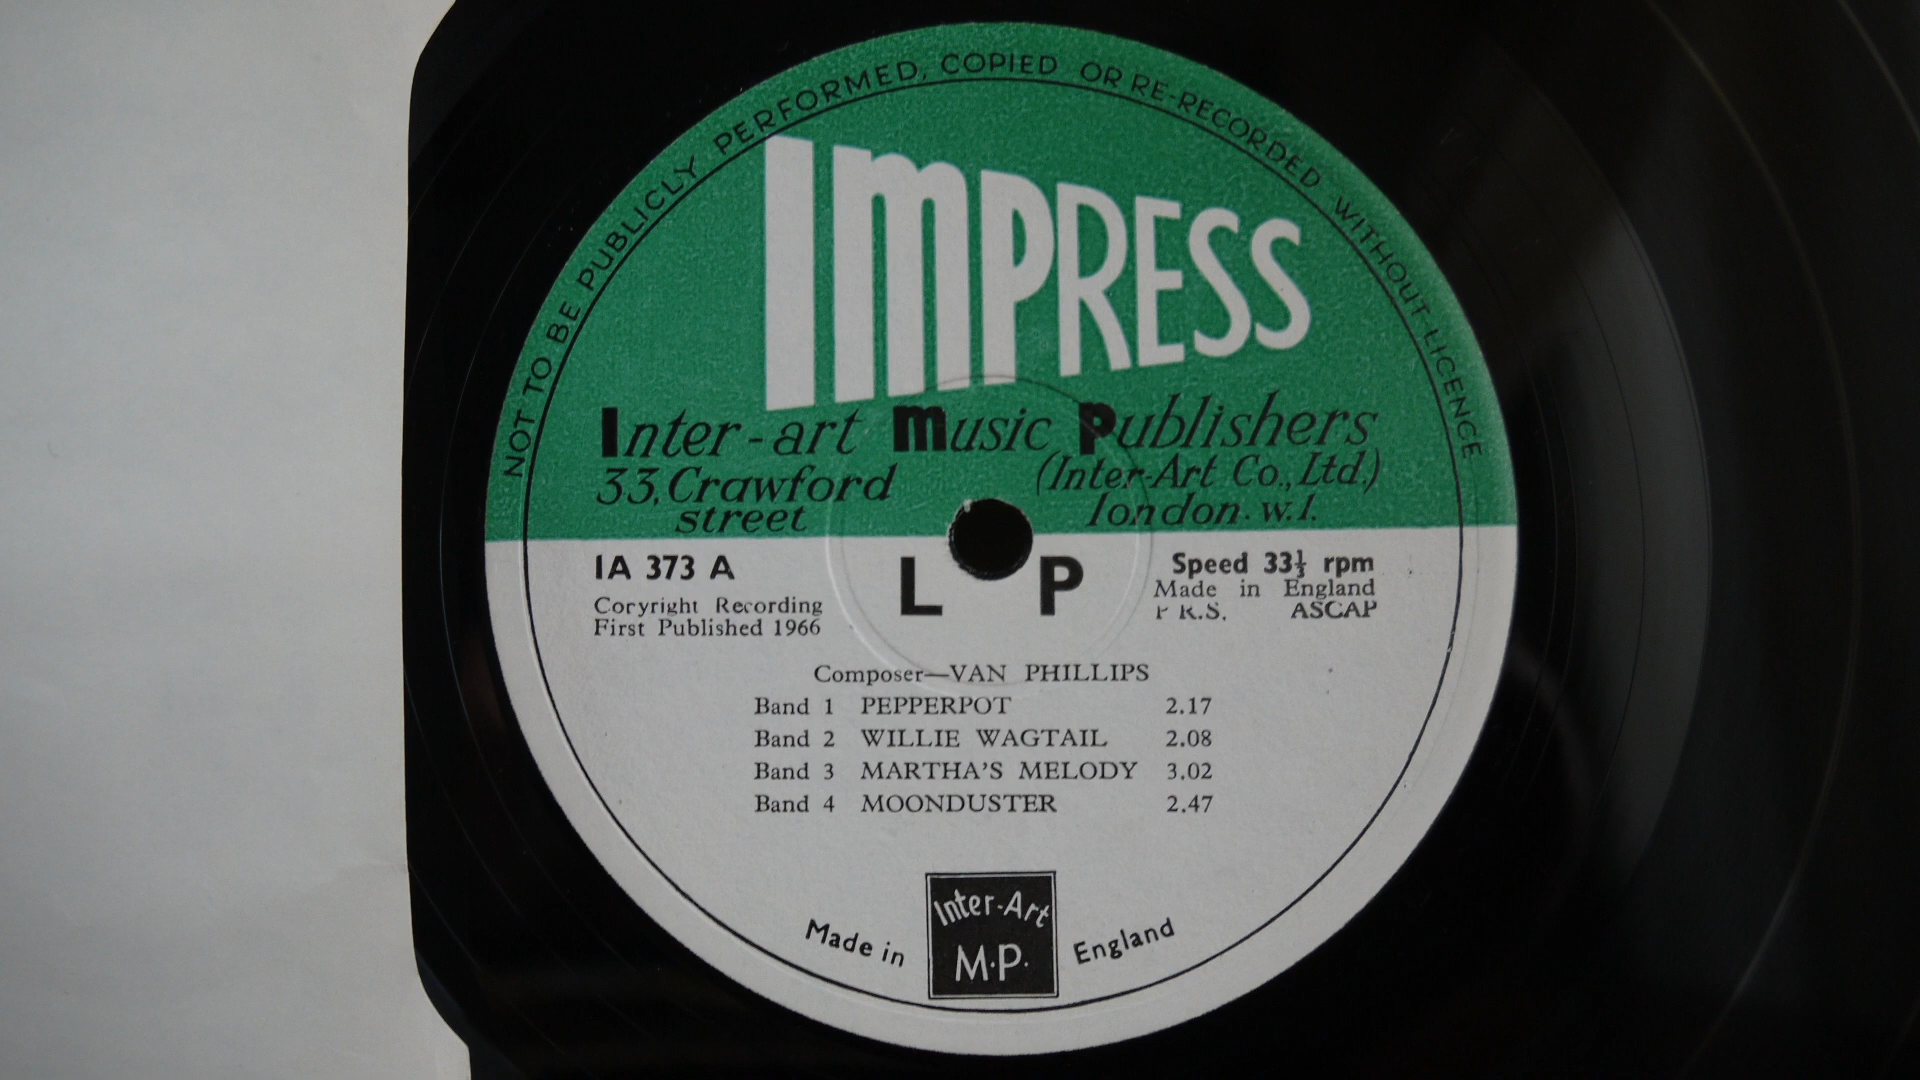 NOT TO BE PUBLICLY PERFORMED, COPIED OR RE-RECORDED WITHOUT LICENCE
IMPRESS
Inter-art Music Publishers
33, Crawford street
(Inter-Art Co., Ltd.)
london. w.1.
IA 373 A
L P
Speed 33⅓ rpm
Coryright Recording
First Published 1966
Made in England
P R.S. ASCAP
Composer—VAN PHILLIPS
Band 1 PEPPERPOT 2.17
Band 2 WILLIE WAGTAIL 2.08
Band 3 MARTHA'S MELODY 3.02
Band 4 MOONDUSTER 2.47
Inter-Art
M.P.
Made in England